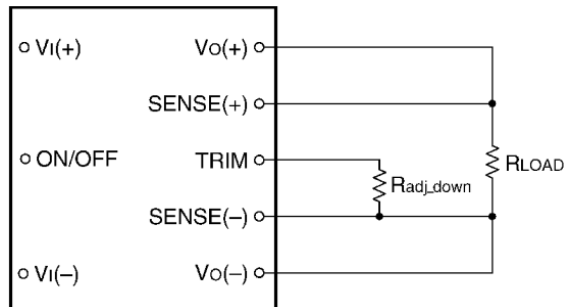 VI(+)
VO(+)
SENSE(+)
ON/OFF
TRIM
RLOAD
Radj_down
SENSE(–)
VI(–)
VO(–)